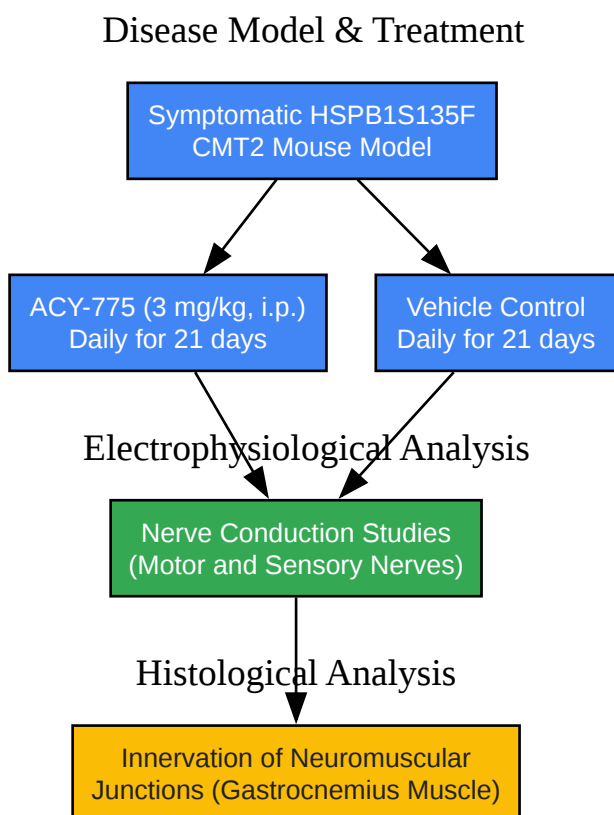 Disease Model & Treatment
Symptomatic HSPB1S135F
CMT2 Mouse Model
ACY-775 (3 mg/kg, i.p.)
Daily for 21 days
Vehicle Control
Daily for 21 days
Electrophysiological Analysis
Nerve Conduction Studies
(Motor and Sensory Nerves)
Histological Analysis
Innervation of Neuromuscular
Junctions (Gastrocnemius Muscle)